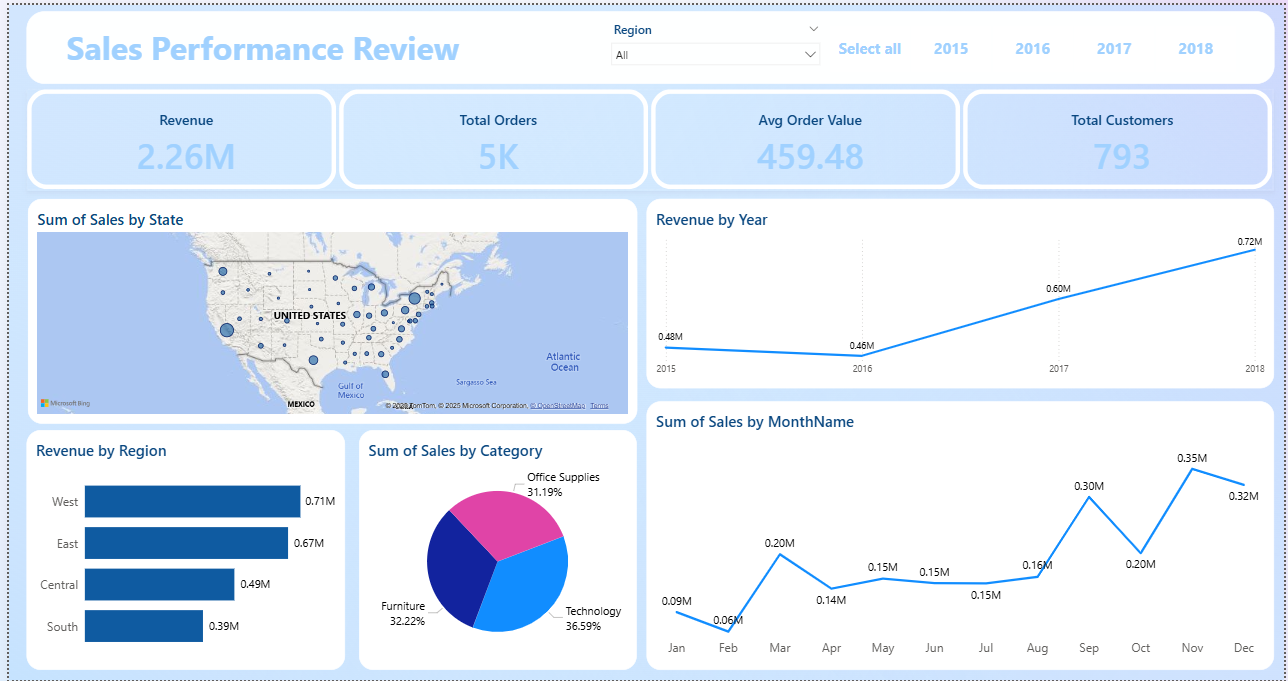 Sales Performance Review
Region
All
Select all 2015 2016 2017 2018
Revenue
2.26M
Total Orders
5K
Avg Order Value
459.48
Total Customers
793
Sum of Sales by State
UNITED STATES
MEXICO
Gulf of
Mexico
Sargasso Sea
Atlantic
Ocean
Microsoft Bing
TomTom, © 2025 Microsoft Corporation, © OpenStreetMap Terms
Revenue by Year
0.48M
0.46M
0.60M
0.72M
2015 2016 2017 2018
Revenue by Region
West 0.71M
East 0.67M
Central 0.49M
South 0.39M
Sum of Sales by Category
Office Supplies
31.19%
Furniture
32.22%
Technology
36.59%
Sum of Sales by MonthName
0.09M
0.06M
0.20M
0.14M
0.15M
0.15M
0.15M
0.16M
0.30M
0.20M
0.35M
0.32M
Jan Feb Mar Apr May Jun Jul Aug Sep Oct Nov Dec